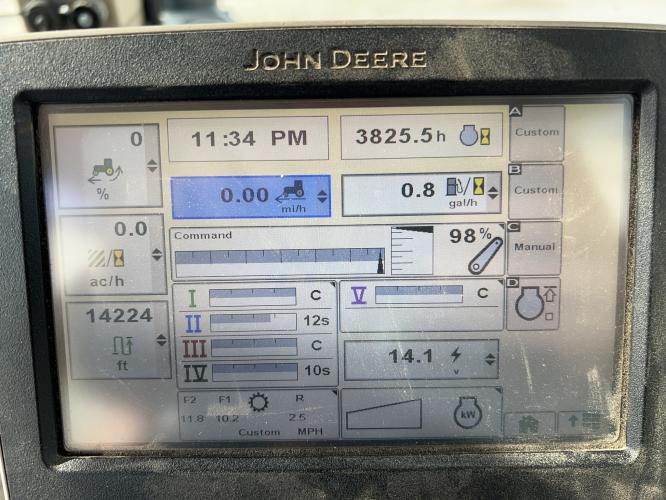 JOHN DEERE
0
%
11:34 PM
3825.5 h
A
Custom
0.00
mi/h
0.8
gal/h
B
Custom
0.0
ac/h
Command
98%
C
Manual
14224
ft
I
C
II
12s
III
C
IV
10s
V
C
D
14.1
v
F2 F1 R
11.8 10.2 2.5
Custom MPH
kW